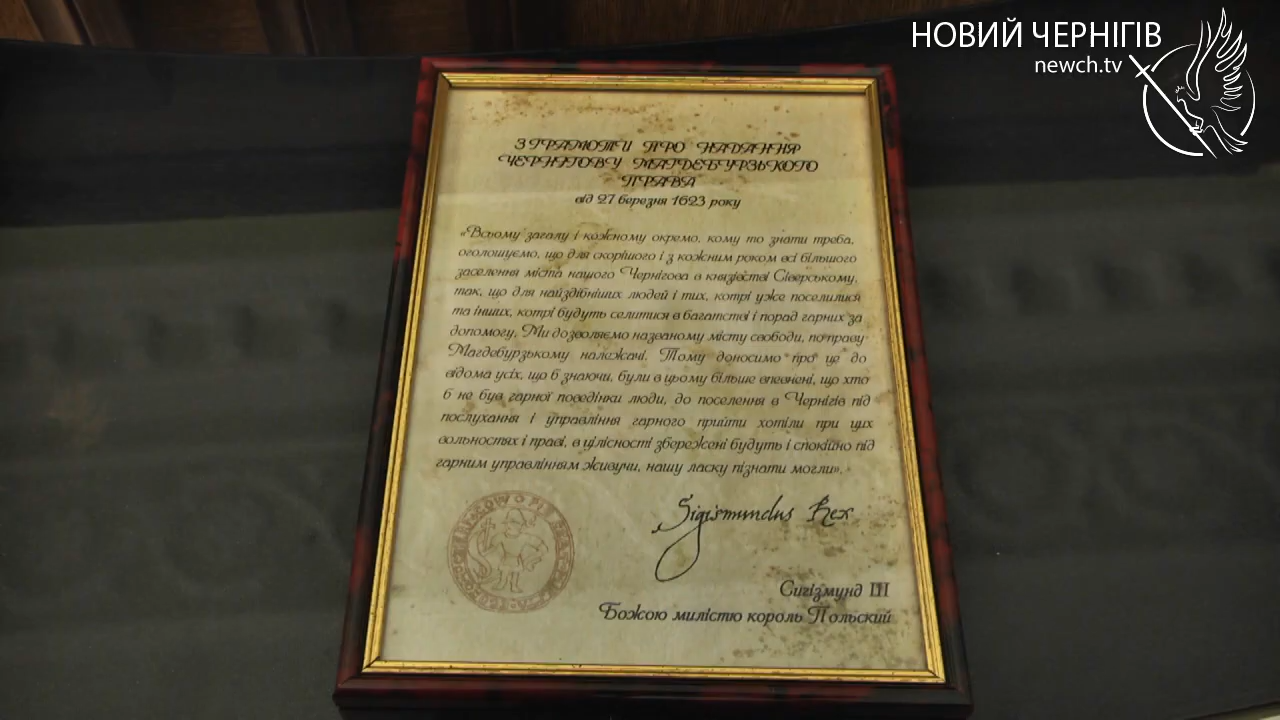 НОВИЙ ЧЕРНІГІВ
newch.tv
З ГРАМОТИ ПРО НАДАННЯ
ЧЕРНІГОВУ МАГДЕБУРЗЬКОГО
ПРАВА
від 27 березня 1623 року
«Всьому загалу і кожному окремо, кому то знати треба,
оголошуємо, що для скорішого і з кожним роком всі більшого
заселення міста нашого Чернігова в князівстві Сіверському,
так, що для найздібніших людей і тих, котрі уже поселилися
та інших, котрі будуть селитися в багатстві і порад гарних за
допомогу, Ми дозволяємо названому місту свободи, по праву
Магдебурзькому належачі. Тому доносимо про це до
відома усіх, що б знаючи, були в цьому більше впевнені, що хто
б не був гарної поведінки люди, до поселення в Чернігів під
послухання і управління гарного прийти хотіли при цих
вольностях і праві, в цілісності збережені будуть і спокійно під
гарним управлінням живучи, нашу ласку пізнати могли».
Sigismundus Rex
Сигізмунд III
Божою милістю король Польский